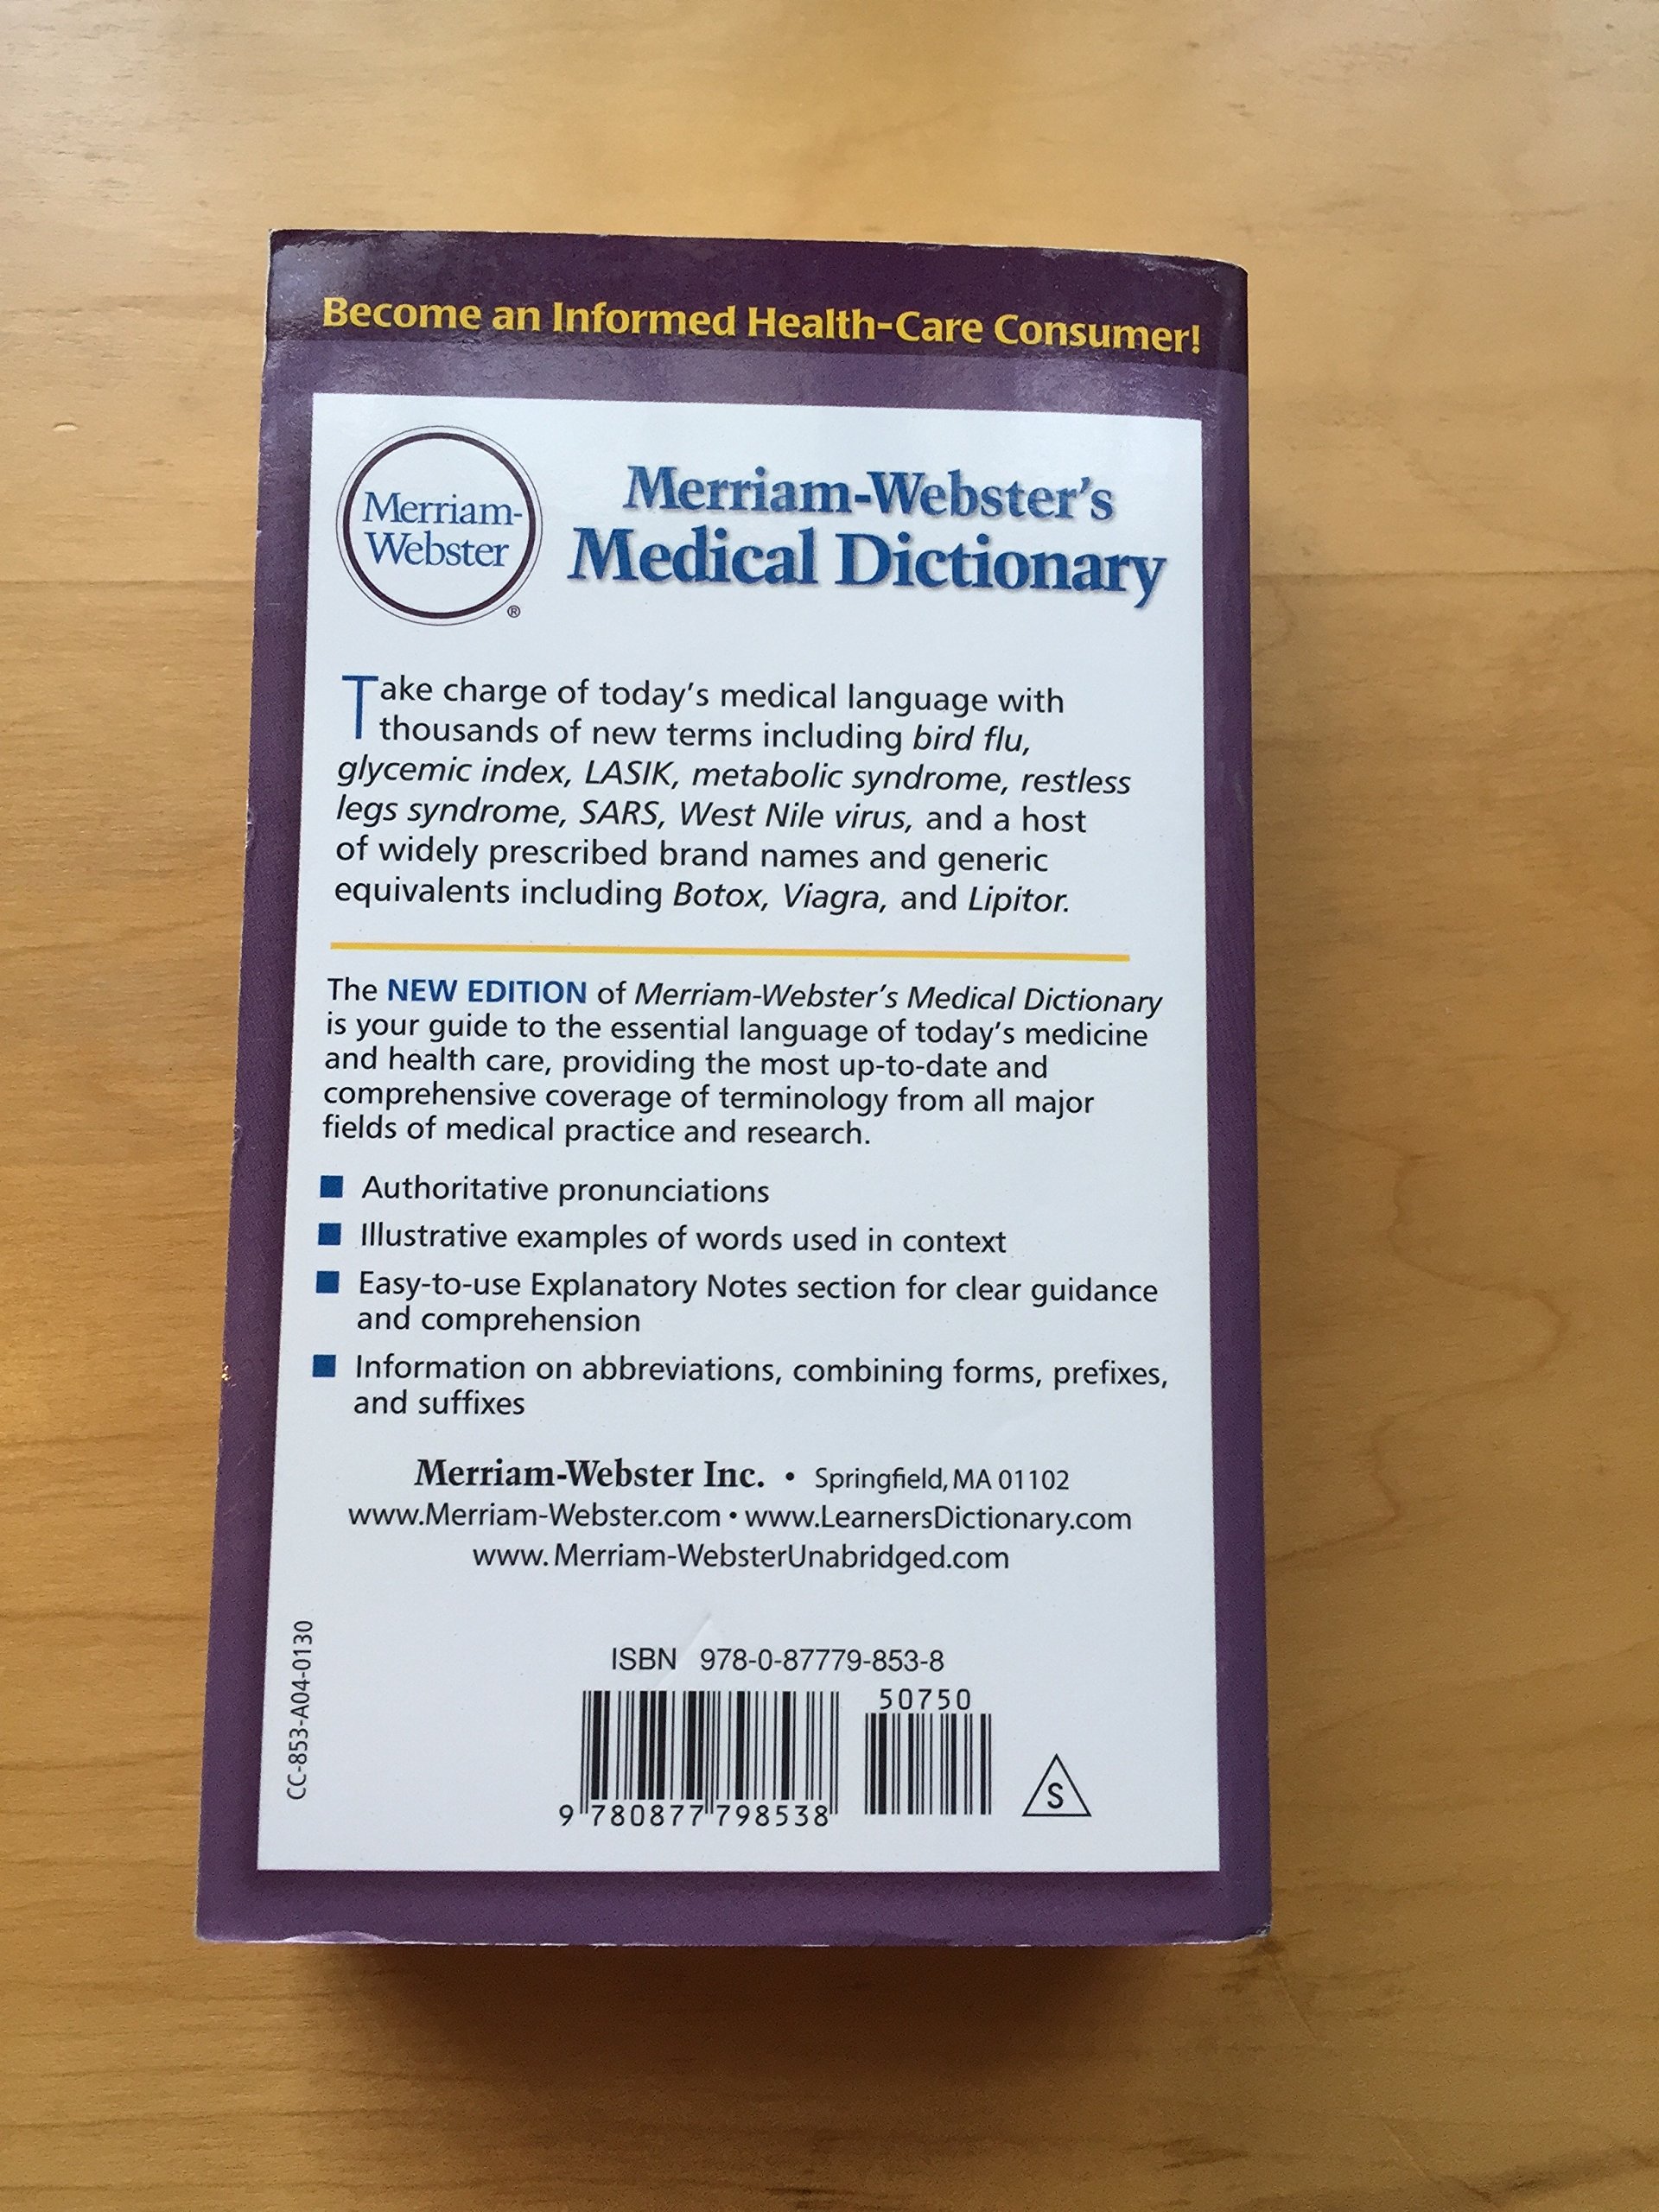 Become an Informed Health-Care Consumer!
Merriam-
Webster
®
Merriam-Webster's
Medical Dictionary
Take charge of today's medical language with
thousands of new terms including bird flu,
glycemic index, LASIK, metabolic syndrome, restless
legs syndrome, SARS, West Nile virus, and a host
of widely prescribed brand names and generic
equivalents including Botox, Viagra, and Lipitor.
The NEW EDITION of Merriam-Webster's Medical Dictionary
is your guide to the essential language of today's medicine
and health care, providing the most up-to-date and
comprehensive coverage of terminology from all major
fields of medical practice and research.
■ Authoritative pronunciations
■ Illustrative examples of words used in context
■ Easy-to-use Explanatory Notes section for clear guidance
and comprehension
■ Information on abbreviations, combining forms, prefixes,
and suffixes
Merriam-Webster Inc. • Springfield, MA 01102
www.Merriam-Webster.com • www.LearnersDictionary.com
www.Merriam-WebsterUnabridged.com
CC-853-A04-0130
ISBN 978-0-87779-853-8
50750
9 780877 798538
S